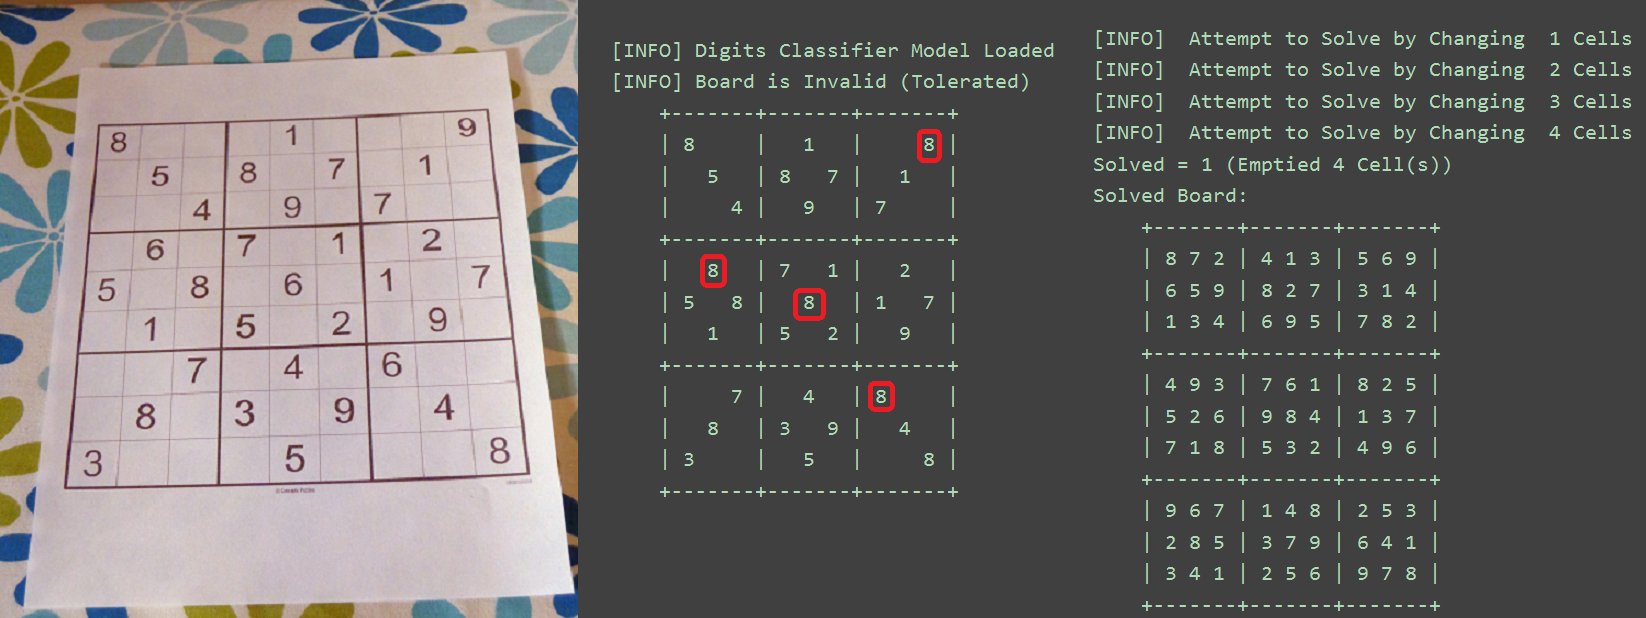 8 1 9
5 8 7 1
4 9 7
6 7 1 2
5 8 6 1 7
1 5 2 9
7 4 6
8 3 9 4
3 5 8
[INFO] Digits Classifier Model Loaded
[INFO] Board is Invalid (Tolerated)
+-------+-------+-------+
| 8     |   1   |     8 |
|   5   | 8   7 |   1   |
|     4 |   9   | 7     |
+-------+-------+-------+
|   8   | 7   1 |   2   |
| 5   8 |   8   | 1   7 |
|   1   | 5   2 |   9   |
+-------+-------+-------+
|     7 |   4   | 8     |
|   8   | 3   9 |   4   |
| 3     |   5   |     8 |
+-------+-------+-------+
[INFO]  Attempt to Solve by Changing  1 Cells
[INFO]  Attempt to Solve by Changing  2 Cells
[INFO]  Attempt to Solve by Changing  3 Cells
[INFO]  Attempt to Solve by Changing  4 Cells
Solved = 1 (Emptied 4 Cell(s))
Solved Board:
+-------+-------+-------+
| 8 7 2 | 4 1 3 | 5 6 9 |
| 6 5 9 | 8 2 7 | 3 1 4 |
| 1 3 4 | 6 9 5 | 7 8 2 |
+-------+-------+-------+
| 4 9 3 | 7 6 1 | 8 2 5 |
| 5 2 6 | 9 8 4 | 1 3 7 |
| 7 1 8 | 5 3 2 | 4 9 6 |
+-------+-------+-------+
| 9 6 7 | 1 4 8 | 2 5 3 |
| 2 8 5 | 3 7 9 | 6 4 1 |
| 3 4 1 | 2 5 6 | 9 7 8 |
+-------+-------+-------+